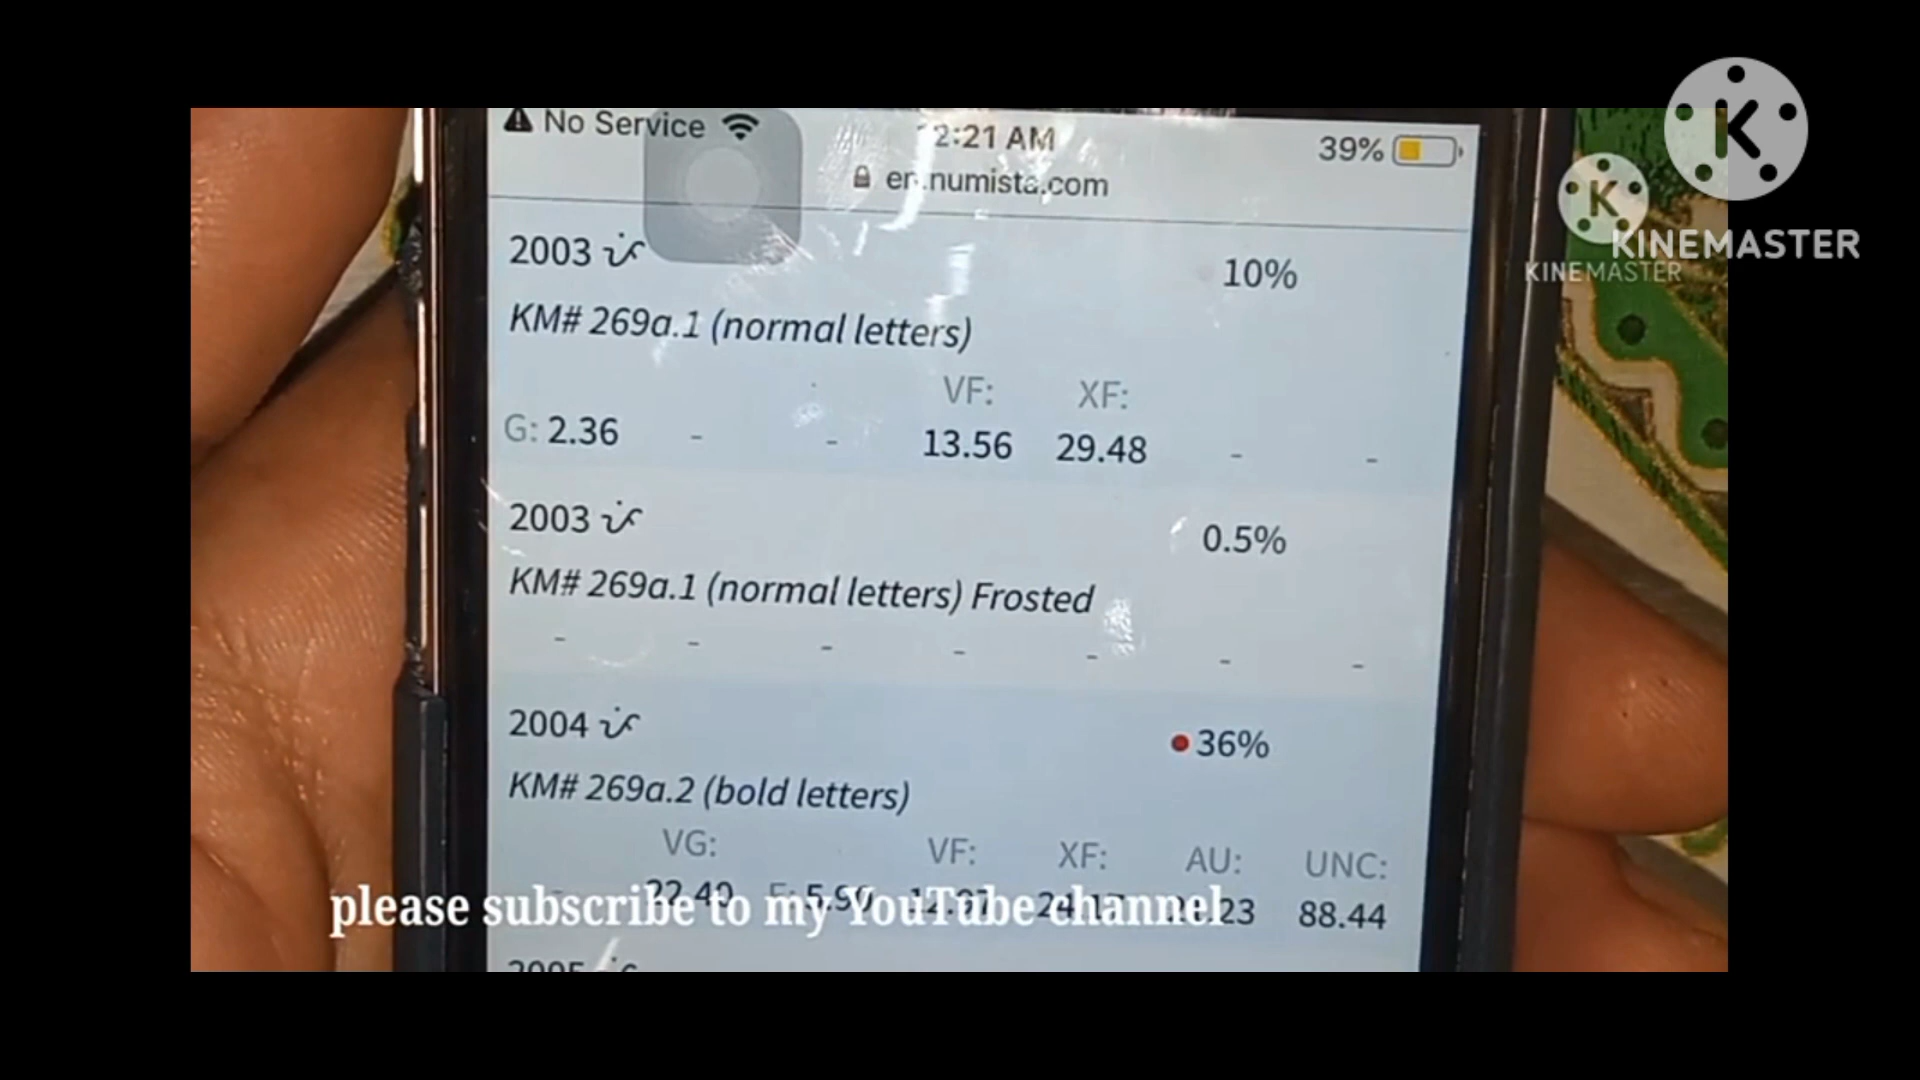 No Service
2:21 AM
39%
en.numista.com
KINEMASTER
KINEMASTER
2003
10%
KM# 269a.1 (normal letters)
VF: XF:
G: 2.36 - - 13.56 29.48 - -
2003
0.5%
KM# 269a.1 (normal letters) Frosted
- - - - - - -
2004
36%
KM# 269a.2 (bold letters)
VG: VF: XF: AU: UNC:
22.40 88.44
please subscribe to my YouTube channel